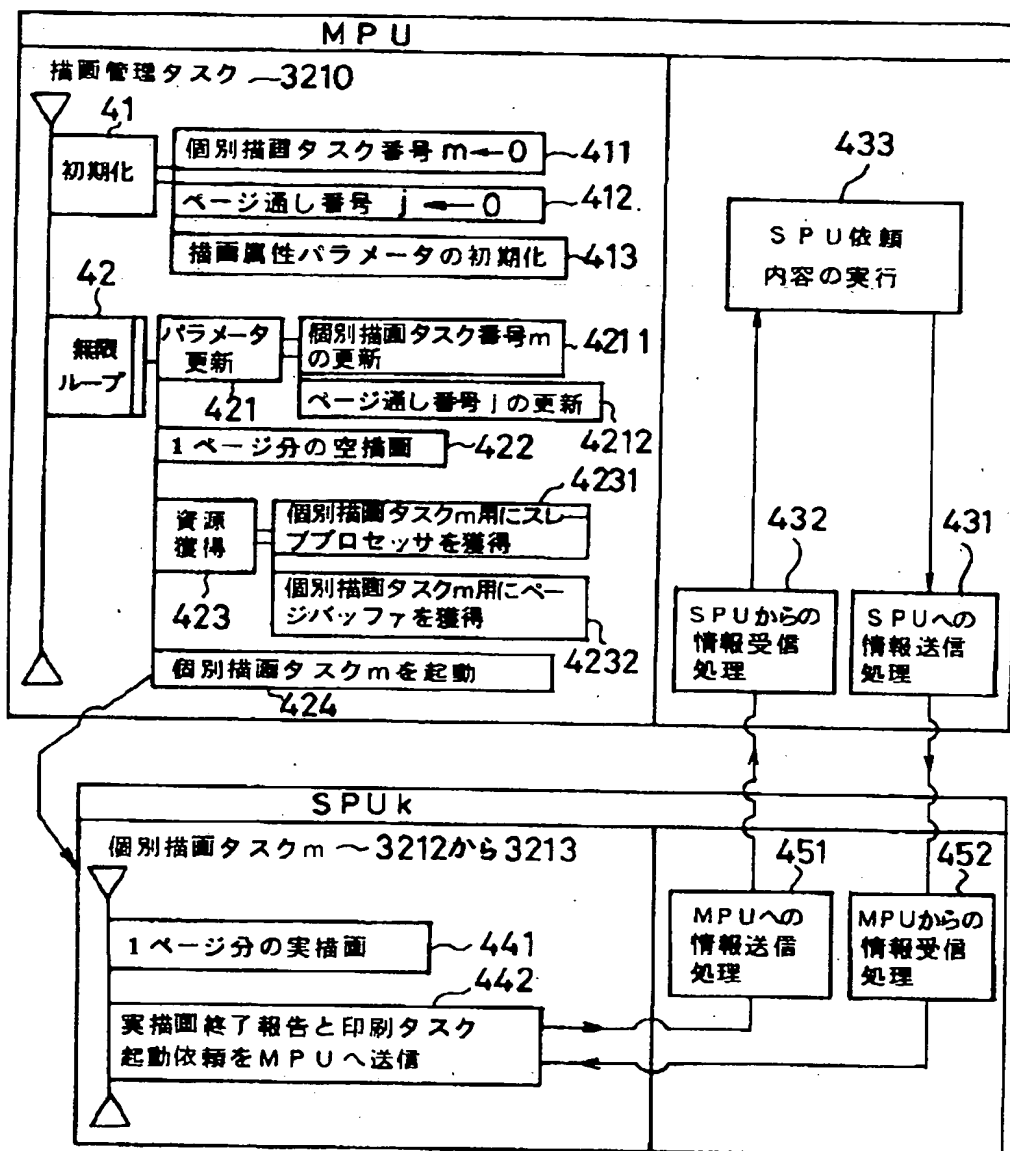 MPU
描画管理タスク 〜3210
41
初期化
個別描画タスク番号m←0
411
ページ通し番号 j ←0
412
描画属性パラメータの初期化
413
433
SPU依頼
内容の実行
42
無限
ループ
パラメータ
更新
421
個別描画タスク番号m
の更新
4211
ページ通し番号jの更新
4212
1ページ分の空描画
422
資源
獲得
423
4231
個別描画タスクm用にスレー
ブプロセッサを獲得
個別描画タスクm用にペー
ジバッファを獲得
4232
個別描画タスクmを起動
424
432
SPUからの
情報受信
処理
431
SPUへの
情報送信
処理
SPUk
個別描画タスクm 〜3212から3213
1ページ分の実描画
441
442
実描画終了報告と印刷タスク
起動依頼をMPUへ送信
451
MPUへの
情報送信
処理
452
MPUからの
情報受信
処理